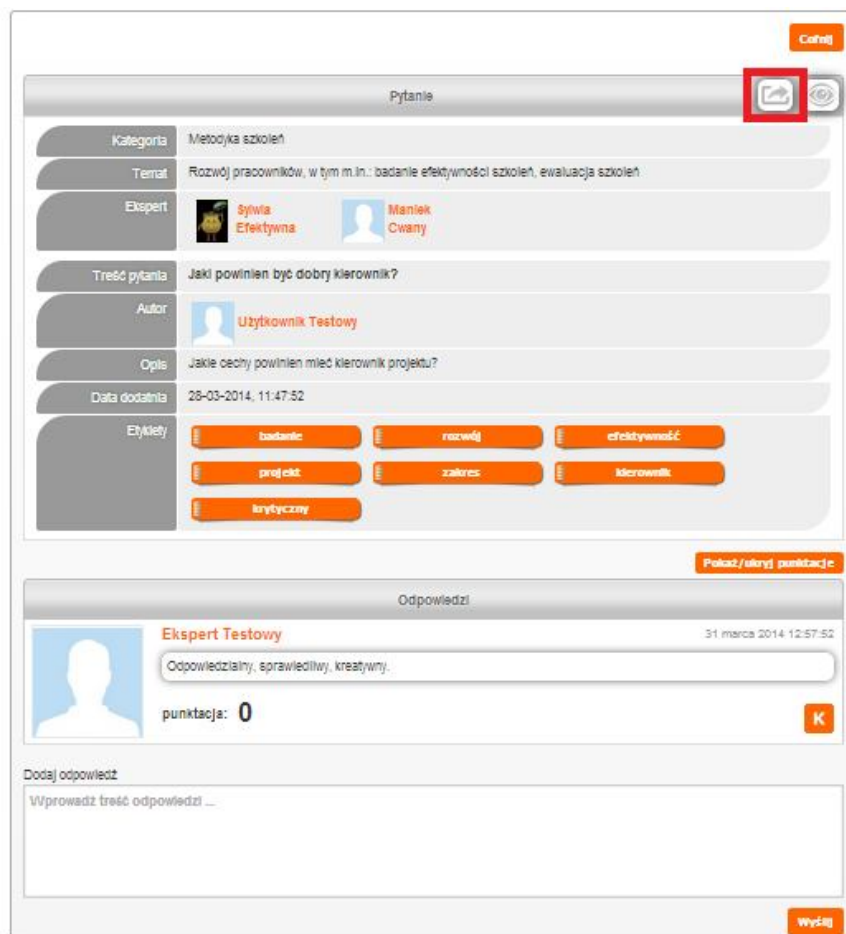 Cofnij
Pytanie
Kategoria Metodyka szkoleń
Temat Rozwój pracowników, w tym m.in.: badanie efektywności szkoleń, ewaluacja szkoleń
Ekspert Sylwia Efektywna Maniek Cwany
Treść pytania Jaki powinien być dobry kierownik?
Autor Użytkownik Testowy
Opis Jakie cechy powinien mieć kierownik projektu?
Data dodatnia 28-03-2014, 11:47:52
Etykiety badanie rozwój efektywność
projekt zakres kierownik
krytyczny
Pokaż/ukryj punktacje
Odpowiedzi
Ekspert Testowy 31 marca 2014 12:57:52
Odpowiedzialny, sprawiedliwy, kreatywny.
punktacja: 0 K
Dodaj odpowiedź
Wprowadź treść odpowiedzi ...
Wyślij